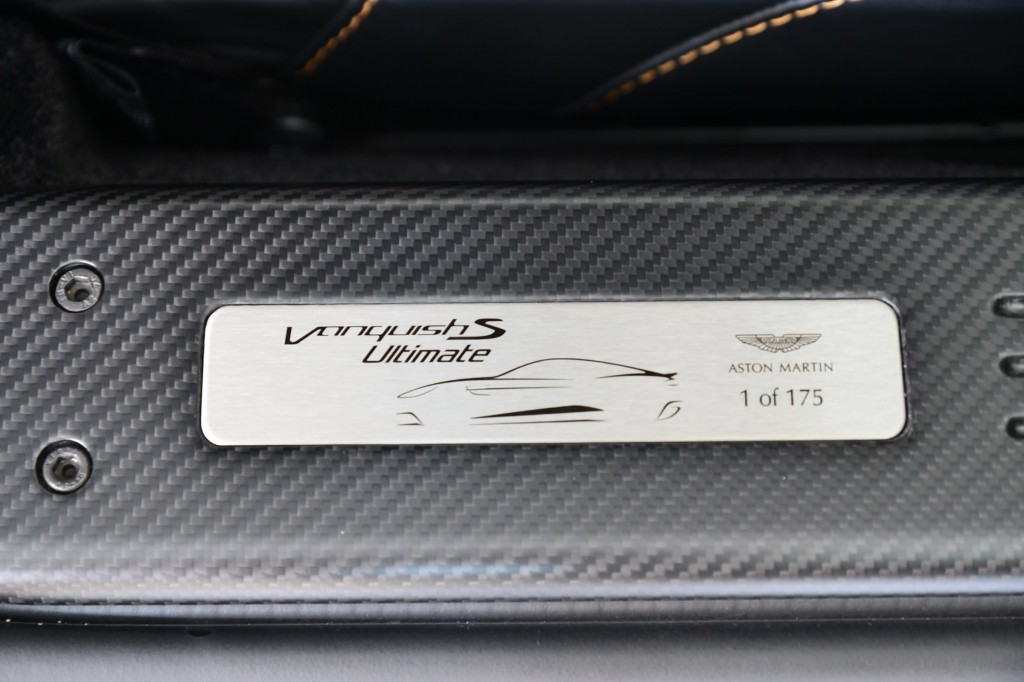 Vanquish S
Ultimate
ASTON MARTIN
1 of 175